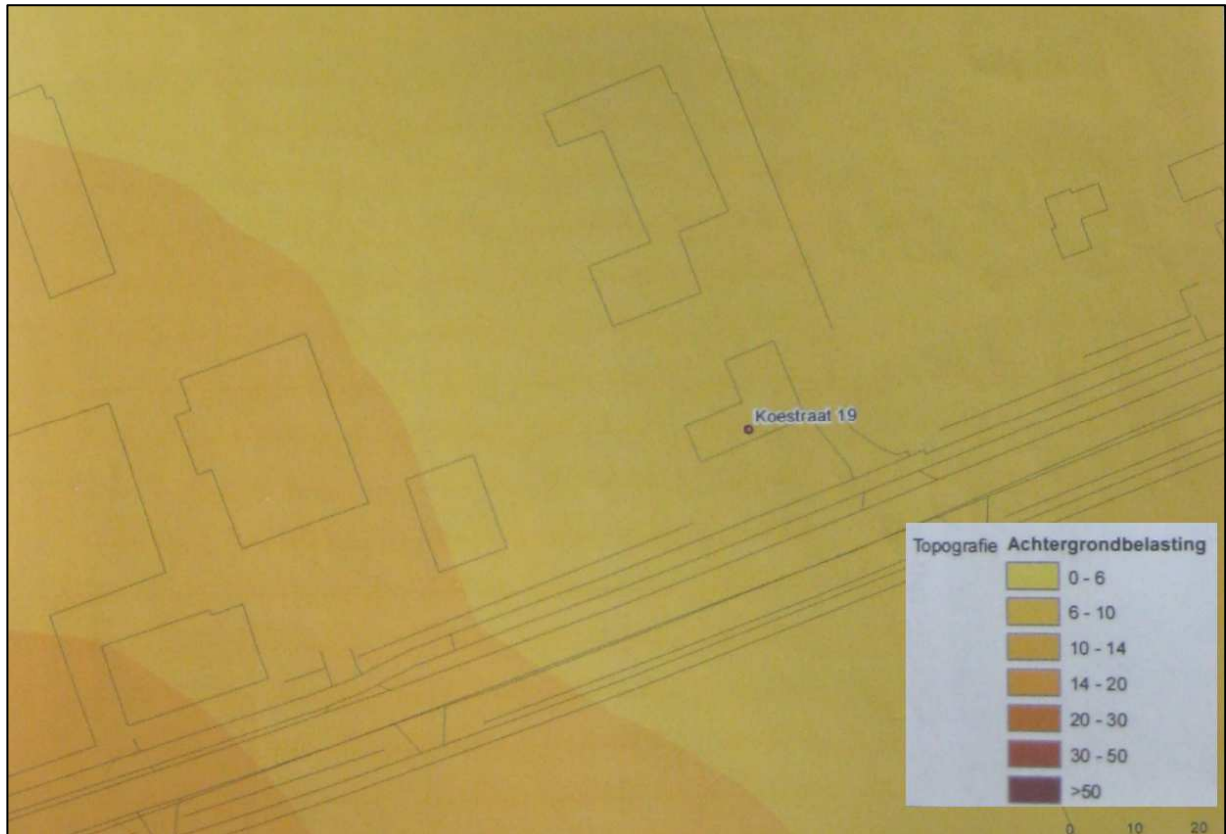 Koestraat 19
Topografie Achtergrondbelasting
0 - 6
6 - 10
10 - 14
14 - 20
20 - 30
30 - 50
>50
0 10 20